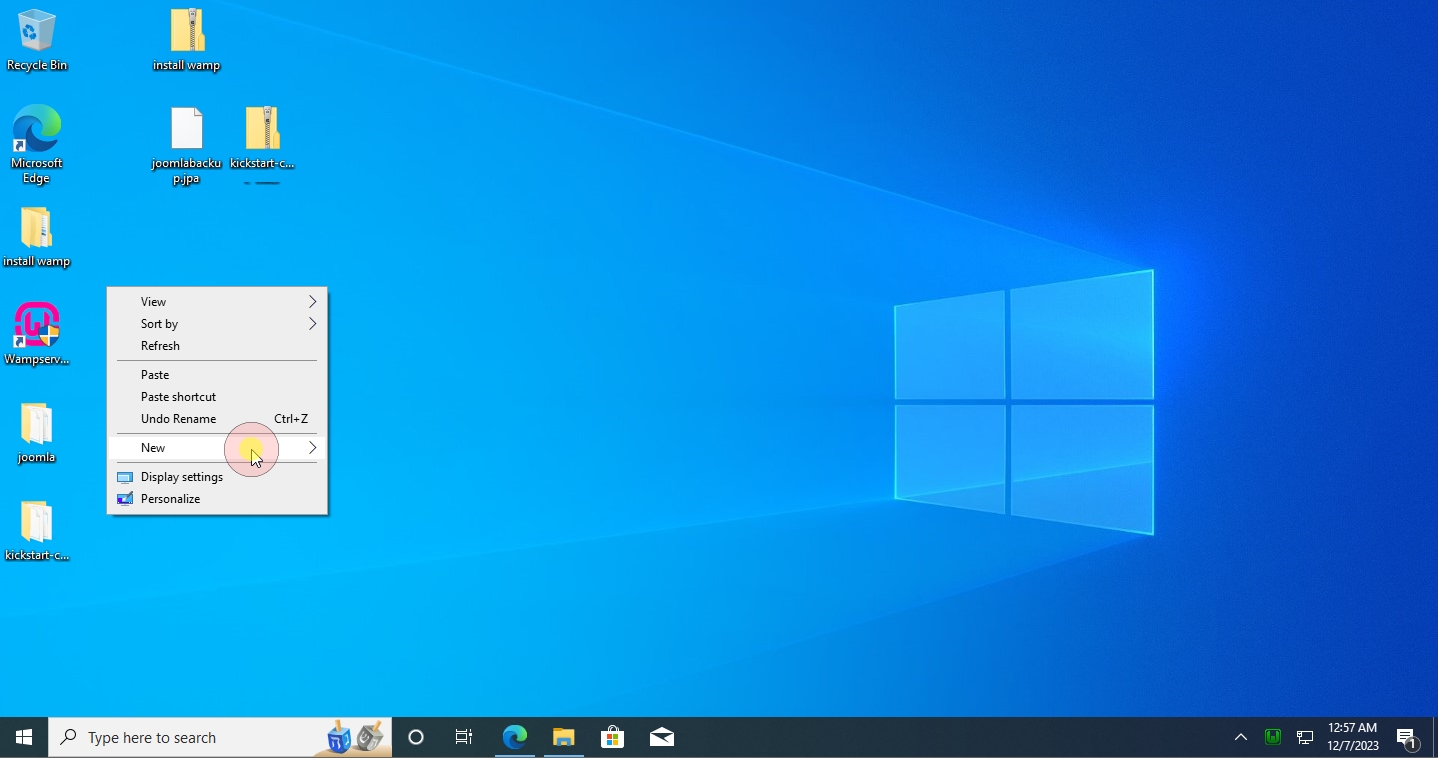 Recycle Bin
install wamp
Microsoft
Edge
joomlabacku
p.jpa
kickstart-c...
install wamp
Wampserv...
joomla
kickstart-c...
View
Sort by
Refresh
Paste
Paste shortcut
Undo Rename Ctrl+Z
New
Display settings
Personalize
Type here to search
12:57 AM
12/7/2023
1